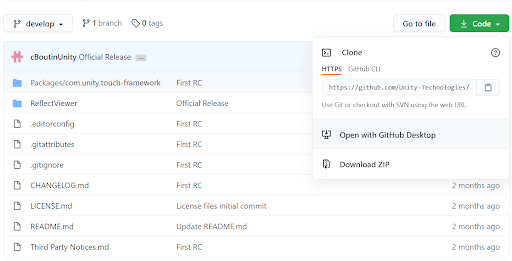 develop
1 branch
0 tags
Go to file
Code
cBoutinUnity Official Release ...
Clone
HTTPS GitHub CLI
https://github.com/Unity-Technologies/
Use Git or checkout with SVN using the web URL.
Open with GitHub Desktop
Download ZIP
Packages/com.unity.touch-framework First RC
ReflectViewer Official Release
.editorconfig First RC
.gitattributes First RC
.gitignore First RC
CHANGELOG.md First RC 2 months ago
LICENSE.md License files initial commit 2 months ago
README.md Update README.md 2 months ago
Third Party Notices.md First RC 2 months ago